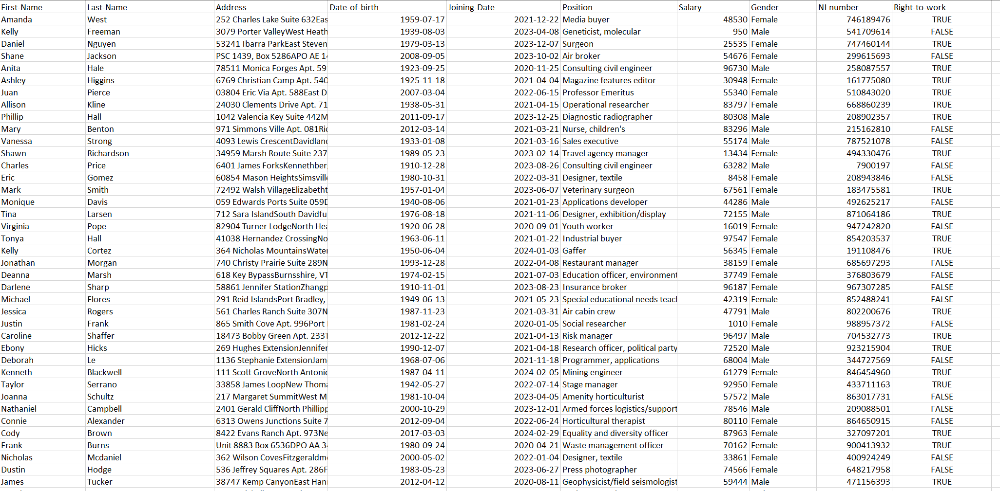 First-Name Last-Name Address Date-of-birth Joining-Date Position Salary Gender NI number Right-to-work
Amanda West 252 Charles Lake Suite 632Eas 1959-07-17 2021-12-22 Media buyer 48530 Female 746189476 TRUE
Kelly Freeman 3079 Porter ValleyWest Heath 1939-08-03 2023-04-08 Geneticist, molecular 950 Male 541709614 FALSE
Daniel Nguyen 53241 Ibarra ParkEast Steven 1979-03-13 2023-12-07 Surgeon 25535 Female 747460144 TRUE
Shane Jackson PSC 1439, Box 5286APO AE 14 2008-09-05 2023-10-02 Air broker 54676 Female 299615693 FALSE
Anita Hale 78511 Monica Forges Apt. 59 1923-09-25 2020-11-25 Consulting civil engineer 96730 Male 258087557 TRUE
Ashley Higgins 6769 Christian Camp Apt. 540 1925-11-18 2021-04-04 Magazine features editor 30948 Female 161775080 TRUE
Juan Pierce 03804 Eric Via Apt. 588East D 2007-03-04 2022-06-15 Professor Emeritus 55340 Female 510843020 TRUE
Allison Kline 24030 Clements Drive Apt. 71 1938-05-31 2021-04-15 Operational researcher 83797 Female 668860239 TRUE
Phillip Hall 1042 Valencia Key Suite 442M 2011-09-17 2023-12-25 Diagnostic radiographer 80308 Male 208902357 TRUE
Mary Benton 971 Simmons Ville Apt. 081Ric 2012-03-14 2021-03-21 Nurse, children's 83296 Male 215162810 FALSE
Vanessa Strong 4093 Lewis CrescentDavidlanc 1933-01-08 2021-03-16 Sales executive 55174 Male 787521078 FALSE
Shawn Richardson 34959 Marsh Route Suite 237 1989-05-23 2023-02-14 Travel agency manager 13434 Female 494330476 TRUE
Charles Price 6401 James ForksKennethber 1910-12-28 2023-08-26 Consulting civil engineer 63282 Male 7900197 FALSE
Eric Gomez 60854 Mason HeightsSimsville 1980-10-31 2022-03-31 Designer, textile 8458 Female 208943846 FALSE
Mark Smith 72492 Walsh VillageElizabetht 1957-01-04 2023-06-07 Veterinary surgeon 67561 Female 183475581 TRUE
Monique Davis 059 Edwards Ports Suite 059D 1940-08-06 2021-01-23 Applications developer 44286 Male 492625217 FALSE
Tina Larsen 712 Sara IslandSouth Davidfu 1976-08-18 2021-11-06 Designer, exhibition/display 72155 Male 871064186 TRUE
Virginia Pope 82904 Turner LodgeNorth Hea 1920-06-28 2020-09-01 Youth worker 16019 Female 947242820 FALSE
Tonya Hall 41038 Hernandez CrossingNo 1963-06-11 2021-01-22 Industrial buyer 97547 Female 854203537 TRUE
Kelly Cortez 364 Nicholas MountainsWate 1950-06-04 2024-01-03 Gaffer 56345 Female 191108476 TRUE
Jonathan Morgan 740 Christy Prairie Suite 289N 1993-12-28 2022-04-08 Restaurant manager 38159 Female 685697293 FALSE
Deanna Marsh 618 Key BypassBurnsshire, VT 1974-02-15 2021-07-03 Education officer, environment 37749 Female 376803679 FALSE
Darlene Sharp 58861 Jennifer StationZhangp 1910-11-01 2023-08-23 Insurance broker 96187 Female 967307285 FALSE
Michael Flores 291 Reid IslandsPort Bradley, 1949-06-13 2021-05-23 Special educational needs teac 42319 Female 852488241 FALSE
Jessica Rogers 561 Charles Ranch Suite 307N 1987-11-23 2021-03-31 Air cabin crew 47791 Male 802200676 TRUE
Justin Frank 865 Smith Cove Apt. 996Port 1981-02-24 2020-01-05 Social researcher 1010 Female 988957372 FALSE
Caroline Shaffer 18473 Bobby Green Apt. 233T 2012-12-22 2021-04-13 Risk manager 96497 Male 704532773 TRUE
Ebony Hicks 269 Hughes ExtensionJennifer 1990-12-07 2021-04-18 Research officer, political party 72520 Male 923215904 TRUE
Deborah Le 1136 Stephanie ExtensionJam 1968-07-06 2021-11-18 Programmer, applications 68004 Male 344727569 FALSE
Kenneth Blackwell 111 Scott GroveNorth Antonic 1987-04-11 2024-02-05 Mining engineer 61279 Female 846454960 TRUE
Taylor Serrano 33858 James LoopNew Thoma 1942-05-27 2022-07-14 Stage manager 92950 Female 433711163 TRUE
Joanna Schultz 217 Margaret SummitWest M 1981-10-04 2023-04-05 Amenity horticulturist 57572 Male 863017731 FALSE
Nathaniel Campbell 2401 Gerald CliffNorth Phillipp 2000-10-29 2023-12-01 Armed forces logistics/support 78546 Male 209088501 FALSE
Connie Alexander 6313 Owens Junctions Suite 7 2012-09-04 2022-06-24 Horticultural therapist 80110 Female 864650915 FALSE
Cody Brown 8422 Evans Ranch Apt. 973Ne 2017-03-03 2024-02-29 Equality and diversity officer 87963 Female 327097201 TRUE
Frank Burns Unit 8883 Box 6536DPO AA 34 1980-09-24 2020-04-21 Waste management officer 70162 Female 900413932 TRUE
Nicholas Mcdaniel 362 Wilson CovesFitzgeraldm 2000-05-02 2022-01-04 Designer, textile 33861 Female 400924249 FALSE
Dustin Hodge 536 Jeffrey Squares Apt. 286F 1983-05-23 2023-06-27 Press photographer 74566 Female 648217958 FALSE
James Tucker 38747 Kemp CanyonEast Han 2012-04-12 2020-08-11 Geophysicist/field seismologist 59444 Male 471156393 TRUE